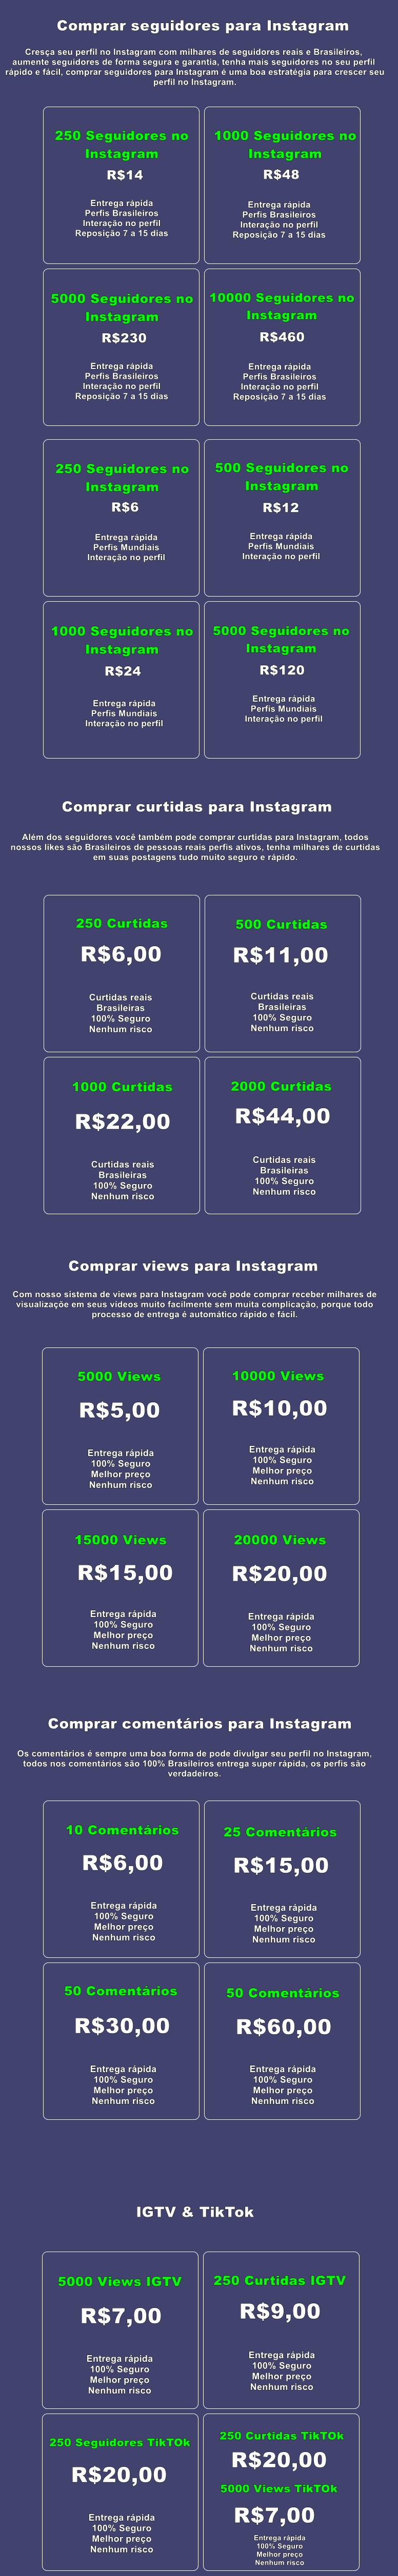 Comprar seguidores para Instagram
Cresça seu perfil no Instagram com milhares de seguidores reais e Brasileiros,
aumente seguidores de forma segura e garantia, tenha mais seguidores no seu perfil
rápido e fácil, comprar seguidores para Instagram é uma boa estratégia para crescer seu
perfil no Instagram.
250 Seguidores no
Instagram
R$14
Entrega rápida
Perfis Brasileiros
Interação no perfil
Reposição 7 a 15 dias
1000 Seguidores no
Instagram
R$48
Entrega rápida
Perfis Brasileiros
Interação no perfil
Reposição 7 a 15 dias
5000 Seguidores no
Instagram
R$230
Entrega rápida
Perfis Brasileiros
Interação no perfil
Reposição 7 a 15 dias
10000 Seguidores no
Instagram
R$460
Entrega rápida
Perfis Brasileiros
Interação no perfil
Reposição 7 a 15 dias
250 Seguidores no
Instagram
R$6
Entrega rápida
Perfis Mundiais
Interação no perfil
500 Seguidores no
Instagram
R$12
Entrega rápida
Perfis Mundiais
Interação no perfil
1000 Seguidores no
Instagram
R$24
Entrega rápida
Perfis Mundiais
Interação no perfil
5000 Seguidores no
Instagram
R$120
Entrega rápida
Perfis Mundiais
Interação no perfil
Comprar curtidas para Instagram
Além dos seguidores você também pode comprar curtidas para Instagram, todos
nossos likes são Brasileiros de pessoas reais perfis ativos, tenha milhares de curtidas
em suas postagens tudo muito seguro e rápido.
250 Curtidas
R$6,00
Curtidas reais
Brasileiras
100% Seguro
Nenhum risco
500 Curtidas
R$11,00
Curtidas reais
Brasileiras
100% Seguro
Nenhum risco
1000 Curtidas
R$22,00
Curtidas reais
Brasileiras
100% Seguro
Nenhum risco
2000 Curtidas
R$44,00
Curtidas reais
Brasileiras
100% Seguro
Nenhum risco
Comprar views para Instagram
Com nosso sistema de views para Instagram você pode comprar receber milhares de
visualizaçõe em seus vídeos muito facilmente sem muita complicação, porque todo
processo de entrega é automático rápido e fácil.
5000 Views
R$5,00
Entrega rápida
100% Seguro
Melhor preço
Nenhum risco
10000 Views
R$10,00
Entrega rápida
100% Seguro
Melhor preço
Nenhum risco
15000 Views
R$15,00
Entrega rápida
100% Seguro
Melhor preço
Nenhum risco
20000 Views
R$20,00
Entrega rápida
100% Seguro
Melhor preço
Nenhum risco
Comprar comentários para Instagram
Os comentários é sempre uma boa forma de pode divulgar seu perfil no Instagram,
todos nos comentários são 100% Brasileiros entrega super rápida, os perfis são
verdadeiros.
10 Comentários
R$6,00
Entrega rápida
100% Seguro
Melhor preço
Nenhum risco
25 Comentários
R$15,00
Entrega rápida
100% Seguro
Melhor preço
Nenhum risco
50 Comentários
R$30,00
Entrega rápida
100% Seguro
Melhor preço
Nenhum risco
50 Comentários
R$60,00
Entrega rápida
100% Seguro
Melhor preço
Nenhum risco
IGTV & TikTok
5000 Views IGTV
R$7,00
Entrega rápida
100% Seguro
Melhor preço
Nenhum risco
250 Curtidas IGTV
R$9,00
Entrega rápida
100% Seguro
Melhor preço
Nenhum risco
250 Seguidores TikTOk
R$20,00
Entrega rápida
100% Seguro
Melhor preço
Nenhum risco
250 Curtidas TikTOk
R$20,00
5000 Views TikTOk
R$7,00
Entrega rápida
100% Seguro
Melhor preço
Nenhum risco